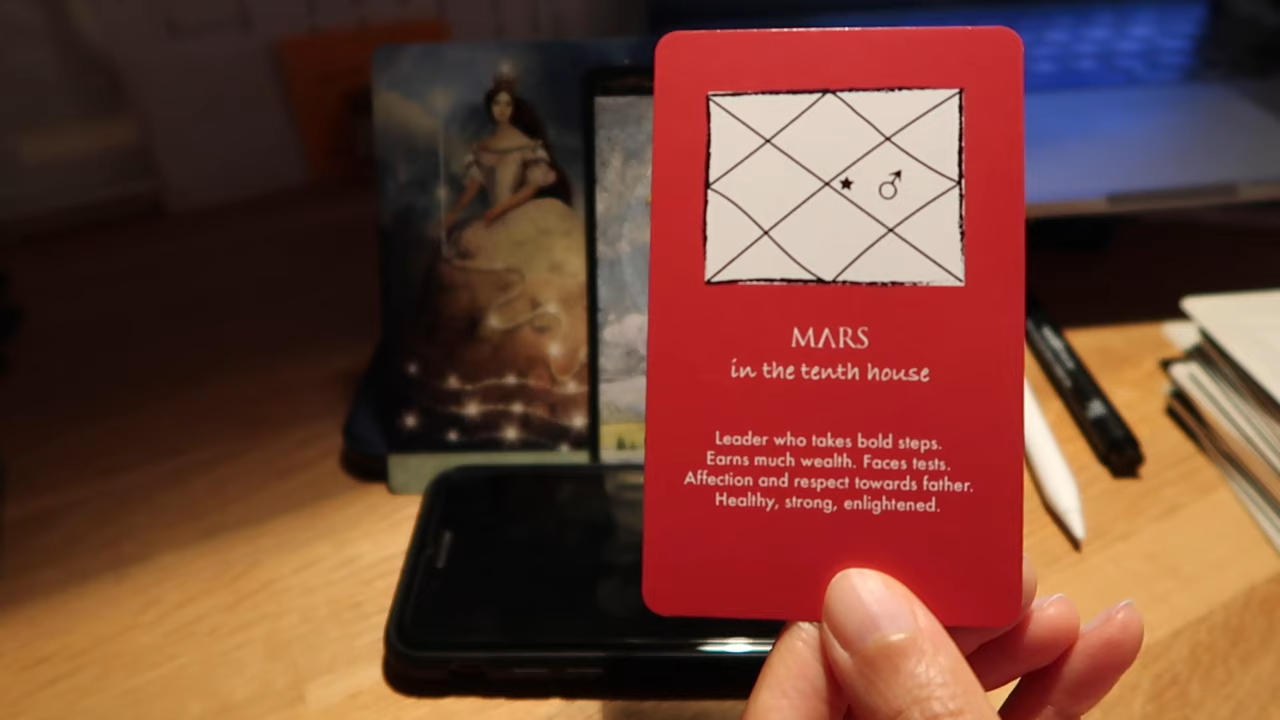 MARS
in the tenth house
Leader who takes bold steps.
Earns much wealth. Faces tests.
Affection and respect towards father.
Healthy, strong, enlightened.